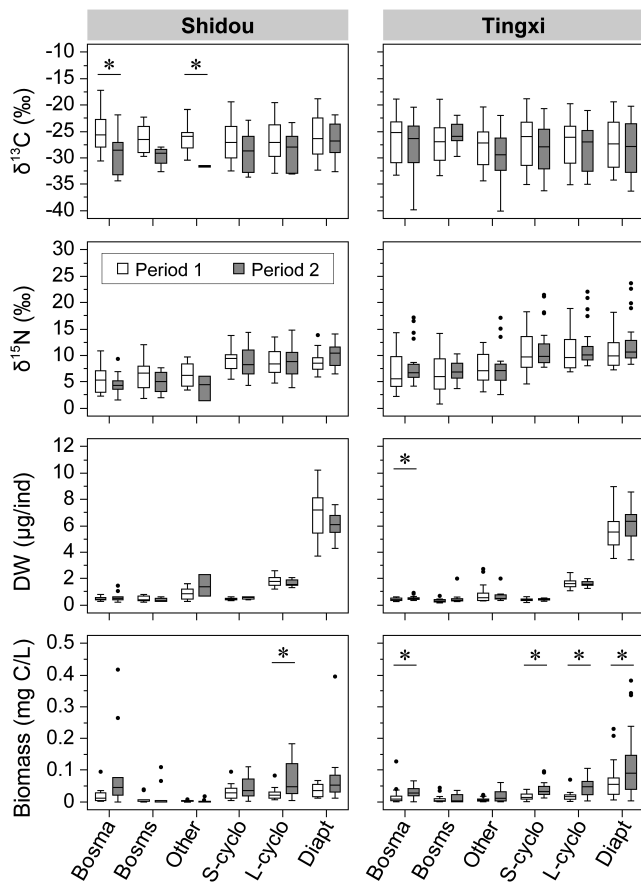 Shidou
Tingxi
δ13C (‰)
-10
-15
-20
-25
-30
-35
-40
*
*
δ15N (‰)
30
25
20
15
10
5
0
Period 1
Period 2
DW (µg/ind)
12
10
8
6
4
2
0
*
Biomass (mg C/L)
0.5
0.4
0.3
0.2
0.1
0
*
*
*
*
*
Bosma
Bosms
Other
S-cyclo
L-cyclo
Diapt
Bosma
Bosms
Other
S-cyclo
L-cyclo
Diapt